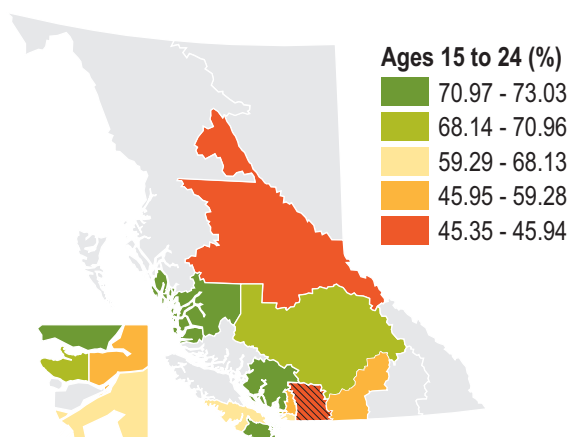 Ages 15 to 24 (%)
70.97 - 73.03
68.14 - 70.96
59.29 - 68.13
45.95 - 59.28
45.35 - 45.94